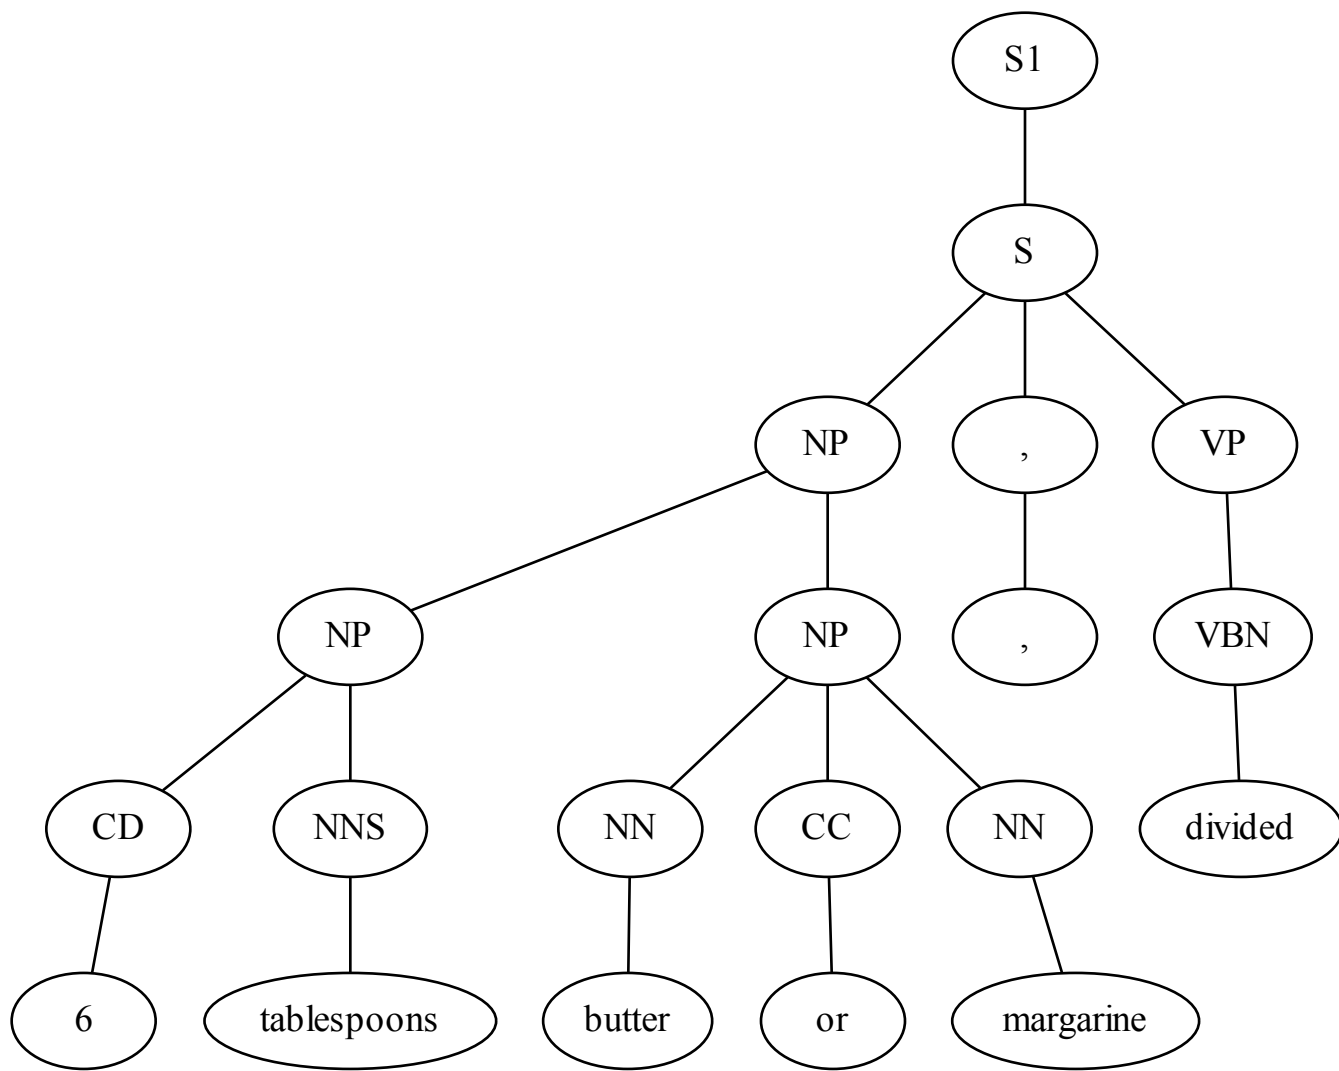 S1
S
NP , VP
NP NP , VBN
CD NNS NN CC NN divided
6 tablespoons butter or margarine